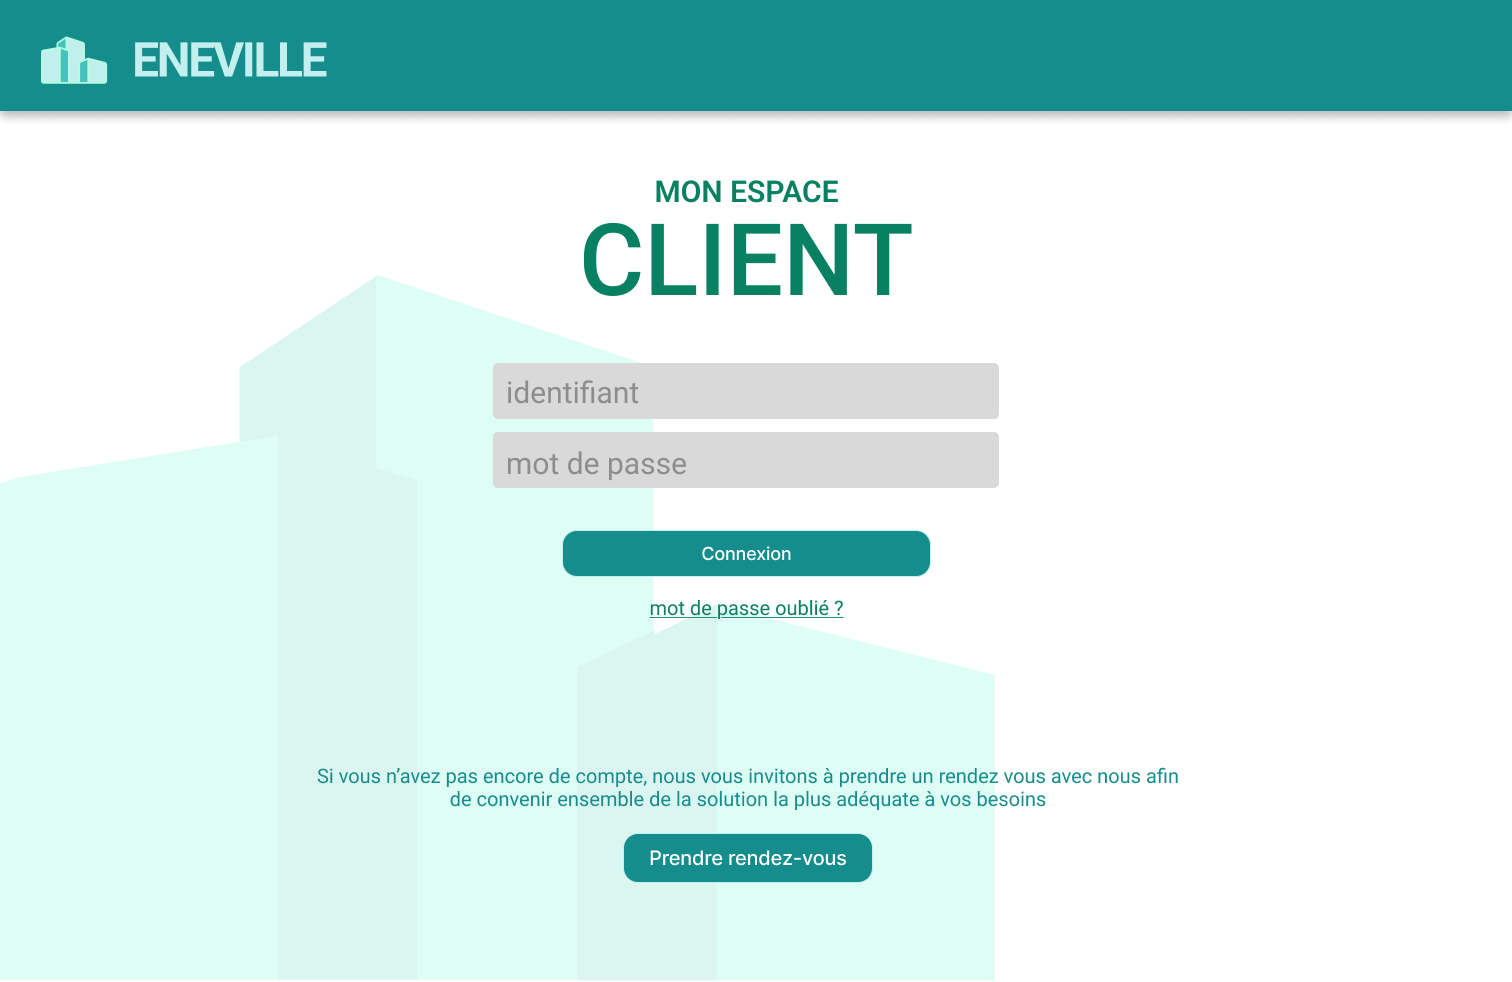 ENEVILLE
MON ESPACE
CLIENT
identifiant
mot de passe
Connexion
mot de passe oublié ?
Si vous n’avez pas encore de compte, nous vous invitons à prendre un rendez vous avec nous afin
de convenir ensemble de la solution la plus adéquate à vos besoins
Prendre rendez-vous